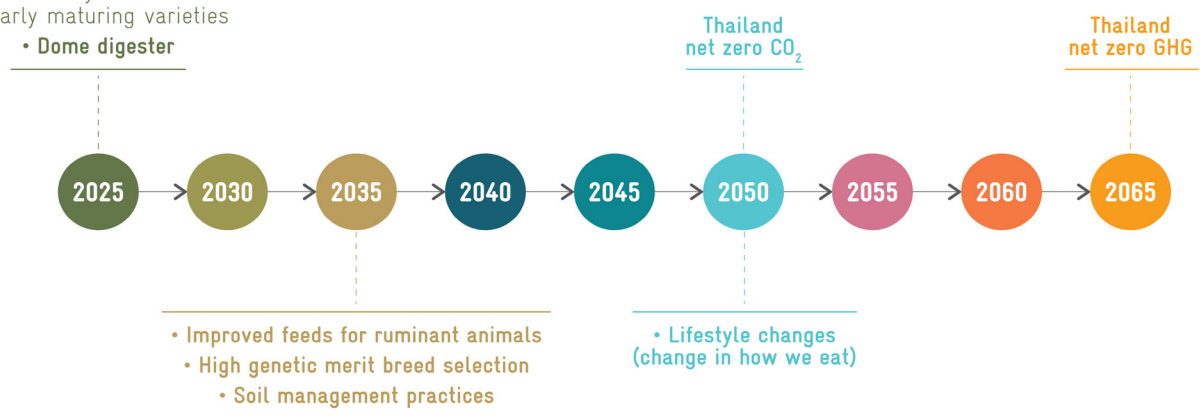 arly maturing varieties
• Dome digester
Thailand
net zero CO₂
Thailand
net zero GHG
2025
2030
2035
2040
2045
2050
2055
2060
2065
• Improved feeds for ruminant animals
• High genetic merit breed selection
• Soil management practices
• Lifestyle changes
(change in how we eat)